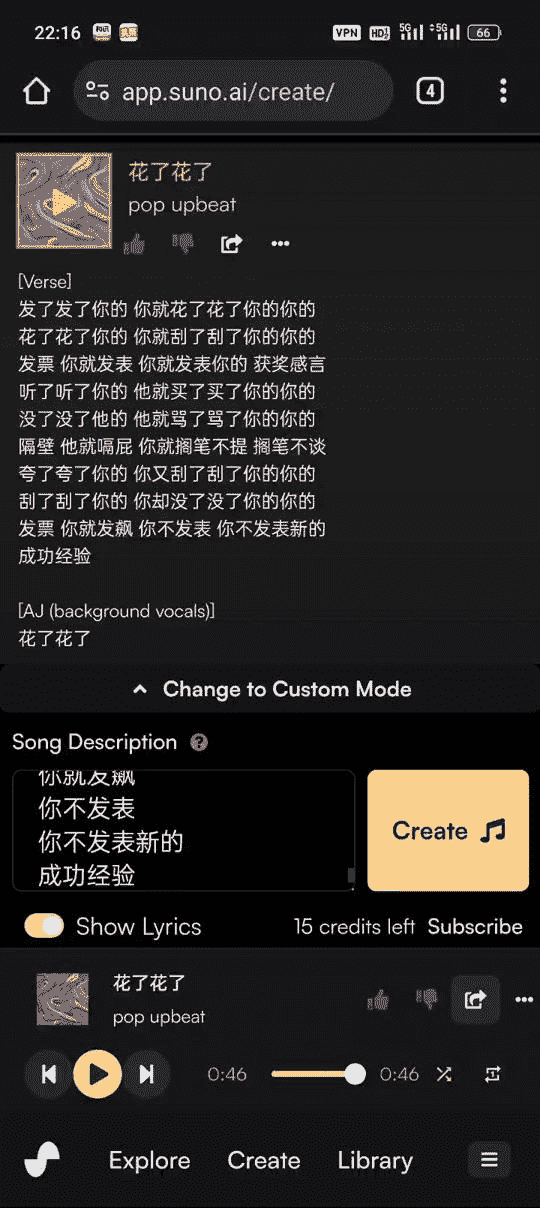 22:16
VPN HD 5G 5G 66
app.suno.ai/create/
4
花了花了
pop upbeat
[Verse]
发了发了你的 你就花了花了你的你的
花了花了你的 你就刮了刮了你的你的
发票 你就发表 你就发表你的 获奖感言
听了听了你的 他就买了买了你的你的
没了没了他的 他就骂了骂了你的你的
隔壁 他就嗝屁 你就搁笔不提 搁笔不谈
夸了夸了你的 你又刮了刮了你的你的
刮了刮了你的 你却没了没了你的你的
发票 你就发飙 你不发表 你不发表新的
成功经验
[AJ (background vocals)]
花了花了
Change to Custom Mode
Song Description ?
你就发飙
你不发表
你不发表新的
成功经验
Create
Show Lyrics
15 credits left Subscribe
花了花了
pop upbeat
0:46 0:46
Explore Create Library